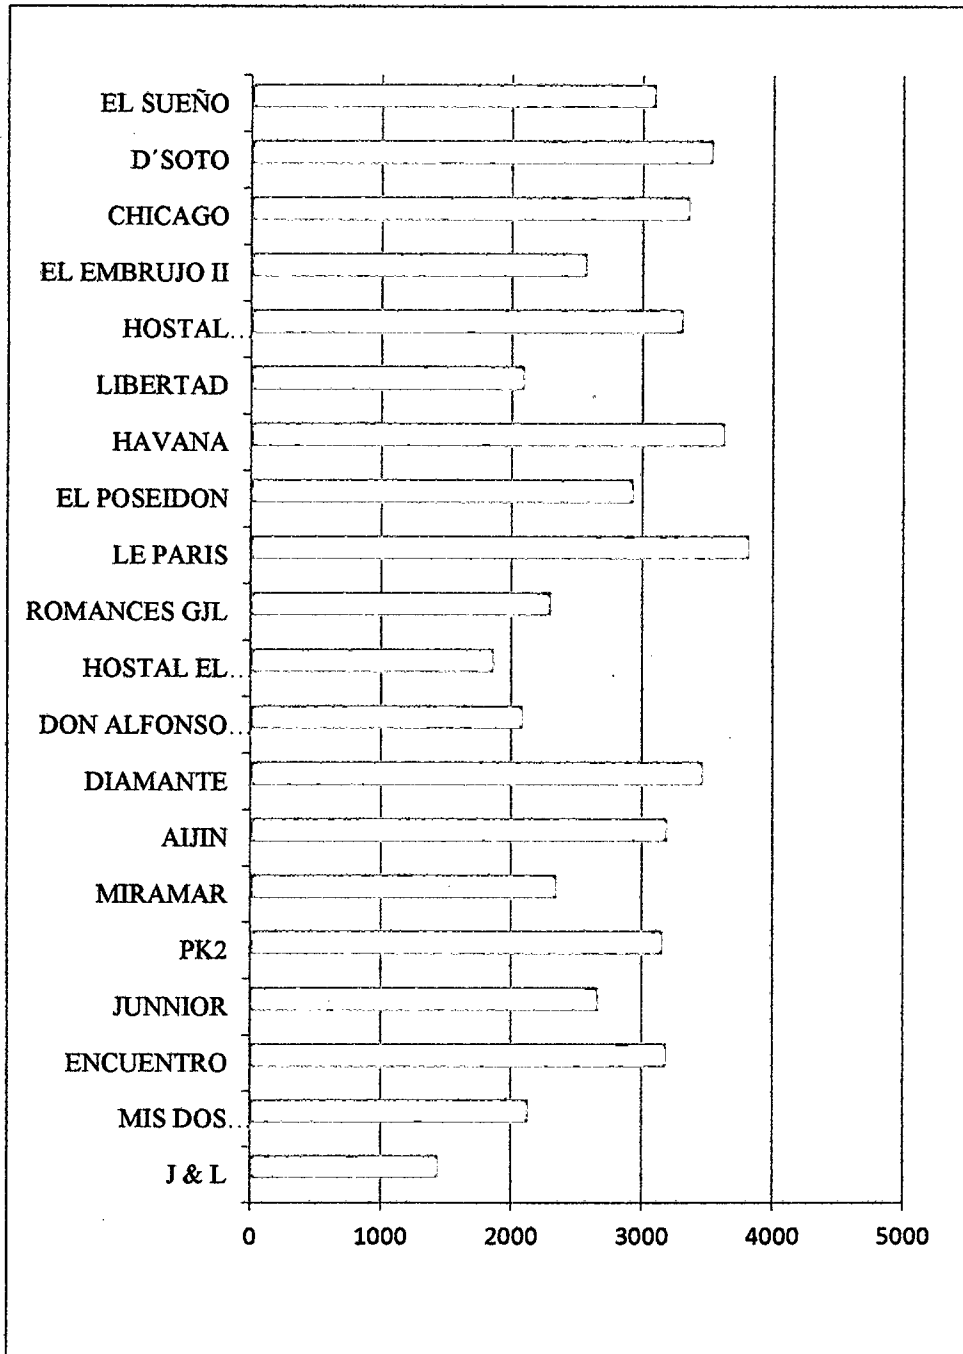 EL SUEÑO
D´SOTO
CHICAGO
EL EMBRUJO II
HOSTAL...
LIBERTAD
HAVANA
EL POSEIDON
LE PARIS
ROMANCES GJL
HOSTAL EL...
DON ALFONSO...
DIAMANTE
AIJIN
MIRAMAR
PK2
JUNNIOR
ENCUENTRO
MIS DOS...
J & L
0 1000 2000 3000 4000 5000